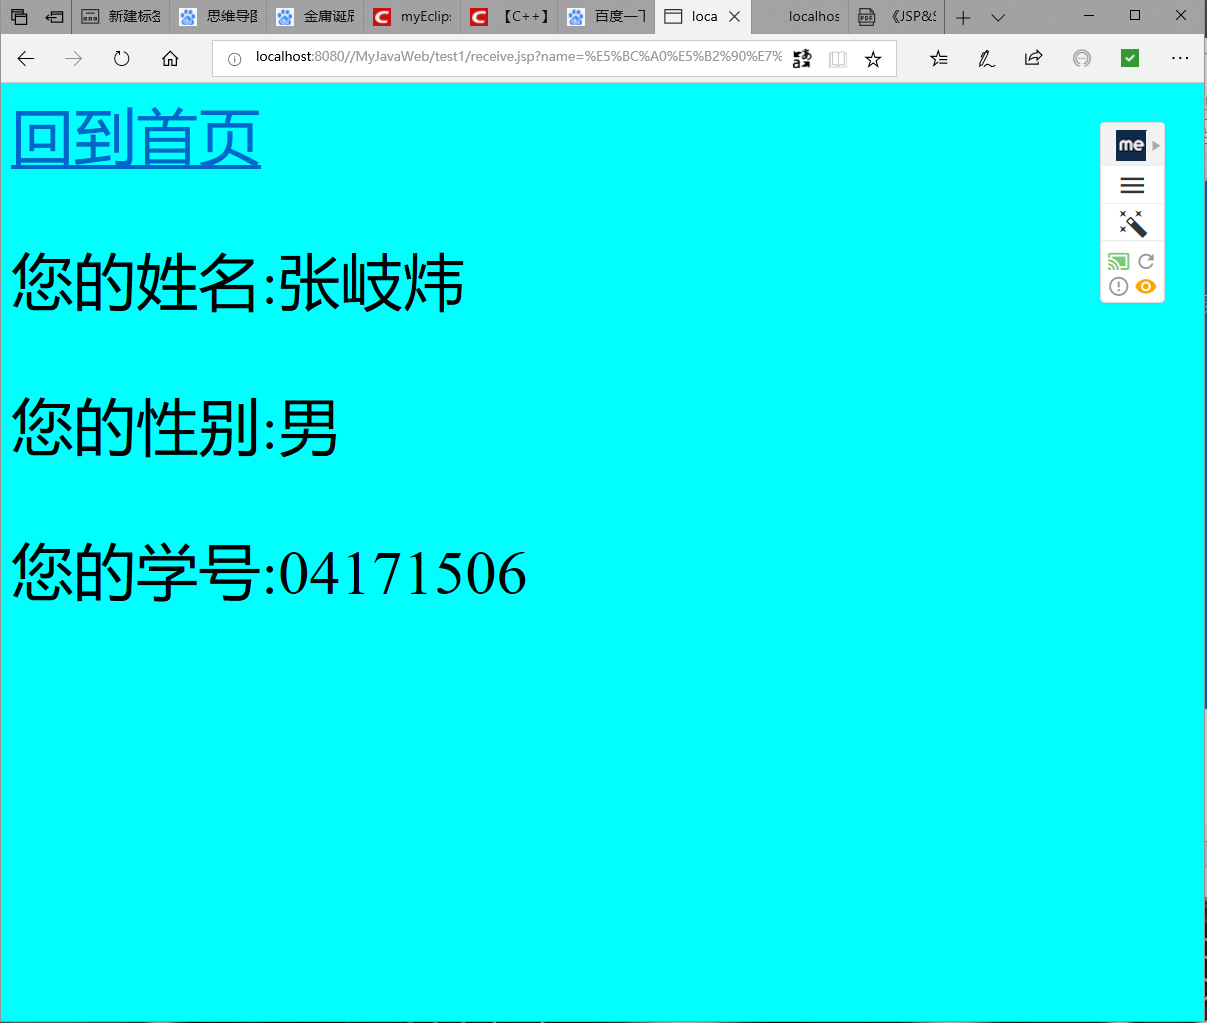 新建标签
思维导图
金庸诞辰
myEclip
【C++】
百度一下
loca
localhos
《JSP&S
localhost:8080//MyJavaWeb/test1/receive.jsp?name=%E5%BC%A0%E5%B2%90%E7%
me
回到首页
您的姓名:张岐炜
您的性别:男
您的学号:04171506